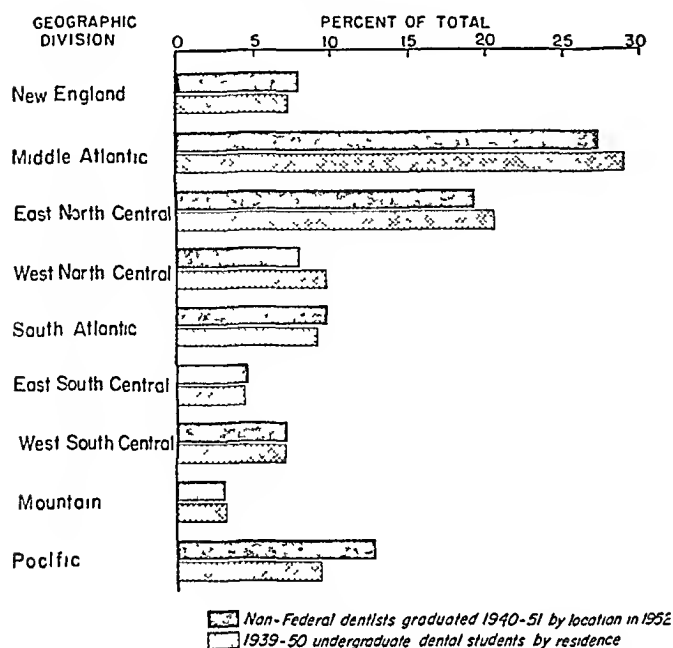 GEOGRAPHIC DIVISION
PERCENT OF TOTAL
0 5 10 15 20 25 30
New England
Middle Atlantic
East North Central
West North Central
South Atlantic
East South Central
West South Central
Mountain
Pacific
Non-Federal dentists graduated 1940-51 by location in 1952
1939-50 undergraduate dental students by residence